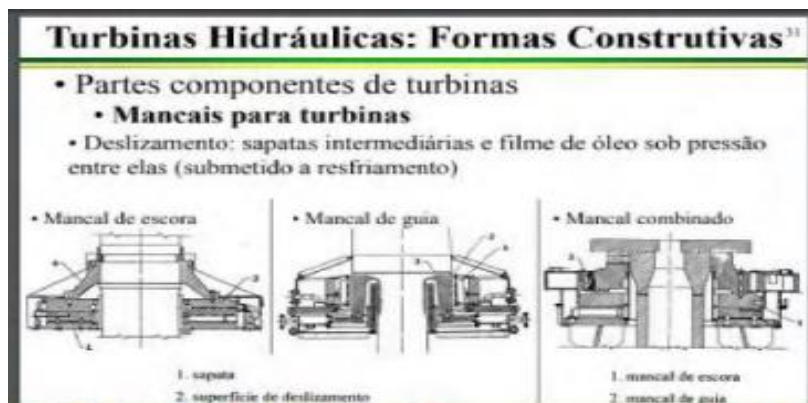 Turbinas Hidráulicas: Formas Construtivas 31
• Partes componentes de turbinas
• Mancais para turbinas
• Deslizamento: sapatas intermediárias e filme de óleo sob pressão
entre elas (submetido a resfriamento)
• Mancal de escora
• Mancal de guia
• Mancal combinado
1. sapata
2. superfície de deslizamento
1. mancal de escora
2. mancal de guia